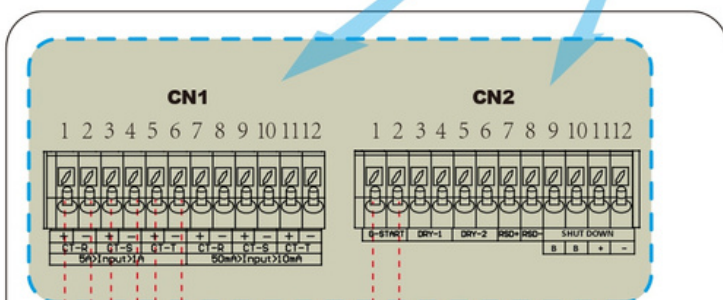 CN1
CN2
1 2 3 4 5 6 7 8 9 10 11 12
1 2 3 4 5 6 7 8 9 10 11 12
+ - + - + - + - + - + -
CT-R CT-S CT-T CT-R CT-S CT-T
5A>Input>1A 50mA>Input>10mA
G-START DRY-1 DRY-2 RSD+ RSD- SHUT DOWN
B B + -